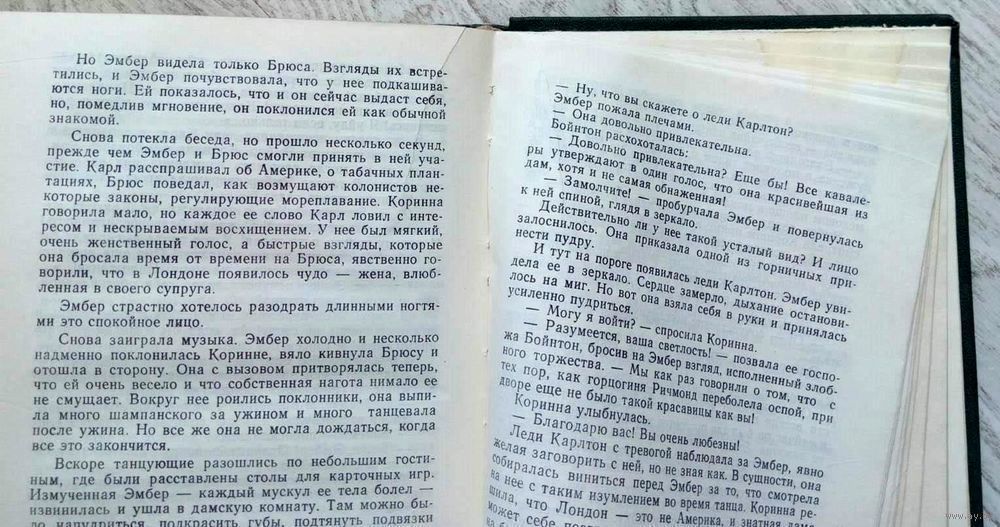 Но Эмбер видела только Брюса. Взгляды их встре-
тились, и Эмбер почувствовала, что у нее подкашива-
ются ноги. Ей показалось, что и он сейчас выдаст себя,
но, помедлив мгновение, он поклонился ей как обычной
знакомой.
Снова потекла беседа, но прошло несколько секунд,
прежде чем Эмбер и Брюс смогли принять в ней уча-
стие. Карл расспрашивал об Америке, о табачных план-
тациях, Брюс поведал, как возмущают колонистов не-
которые законы, регулирующие мореплавание. Коринна
говорила мало, но каждое ее слово Карл ловил с инте-
ресом и нескрываемым восхищением. У нее был мягкий,
очень женственный голос, а быстрые взгляды, которые
она бросала время от времени на Брюса, явственно го-
ворили, что в Лондоне появилось чудо — жена, влюб-
ленная в своего супруга.
Эмбер страстно хотелось разодрать длинными ногтя-
ми это спокойное лицо.
Снова заиграла музыка. Эмбер холодно и несколько
надменно поклонилась Коринне, вяло кивнула Брюсу и
отошла в сторону. Она с вызовом притворялась теперь,
что ей очень весело и что собственная нагота нимало ее
не смущает. Вокруг нее роились поклонники, она выпи-
ла много шампанского за ужином и много танцевала
после ужина. Но все же она не могла дождаться, когда
все это закончится.
Вскоре танцующие разошлись по небольшим гости-
ным, где были расставлены столы для карточных игр.
Измученная Эмбер — каждый мускул ее тела болел —
извинилась и ушла в дамскую комнату. Там можно бы-
ло напудриться, подкрасить губы, подтянуть подвязки
— Ну, что вы скажете о леди Карлтон?
Эмбер пожала плечами.
— Она довольно привлекательна.
Бойнтон расхохоталась:
— Довольно привлекательна? Еще бы! Все кавале-
ры утверждают в один голос, что она красивейшая из
дам, хотя и не самая обнаженная!
— Замолчите! — пробурчала Эмбер и повернулась
к ней спиной, глядя в зеркало.
Действительно ли у нее такой усталый вид? И лицо
залоснилось. Она приказала одной из горничных при-
нести пудру.
И тут на пороге появилась леди Карлтон. Эмбер уви-
дела ее в зеркало. Сердце замерло, дыхание останови-
лось на миг. Но вот она взяла себя в руки и принялась
усиленно пудриться.
— Могу я войти? — спросила Коринна.
— Разумеется, ваша светлость! — позвала ее госпо-
жа Бойнтон, бросив на Эмбер взгляд, исполненный злоб-
ного торжества. — Мы как раз говорили о том, что с
тех пор, как герцогиня Ричмонд переболела оспой, при
дворе еще не было такой красавицы как вы!
Коринна улыбнулась.
— Благодарю вас! Вы очень любезны!
Леди Карлтон с тревогой наблюдала за Эмбер, явно
желая заговорить с ней, но не зная как. В сущности, она
собиралась виниться перед Эмбер за то, что смотрела
на нее с таким изумлением во время танца. Коринна ре-
шила, что Лондон — это не Америка, и знатная дама
может себе